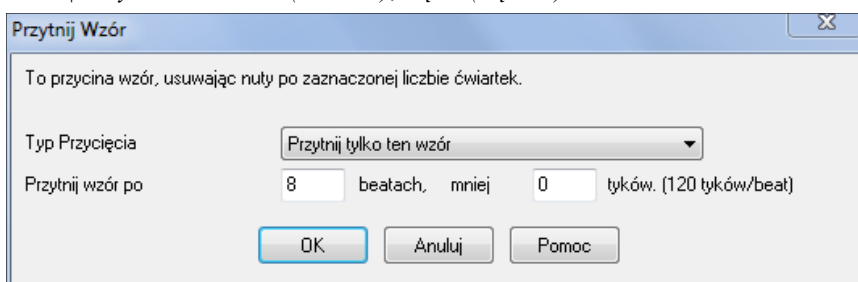 Przytnij Wzór
To przycina wzór, usuwając nuty po zaznaczonej liczbie ćwiartek.
Typ Przycięcia Przytnij tylko ten wzór
Przytnij wzór po 8 beatach, mniej 0 tyków. (120 tyków/beat)
OK Anuluj Pomoc